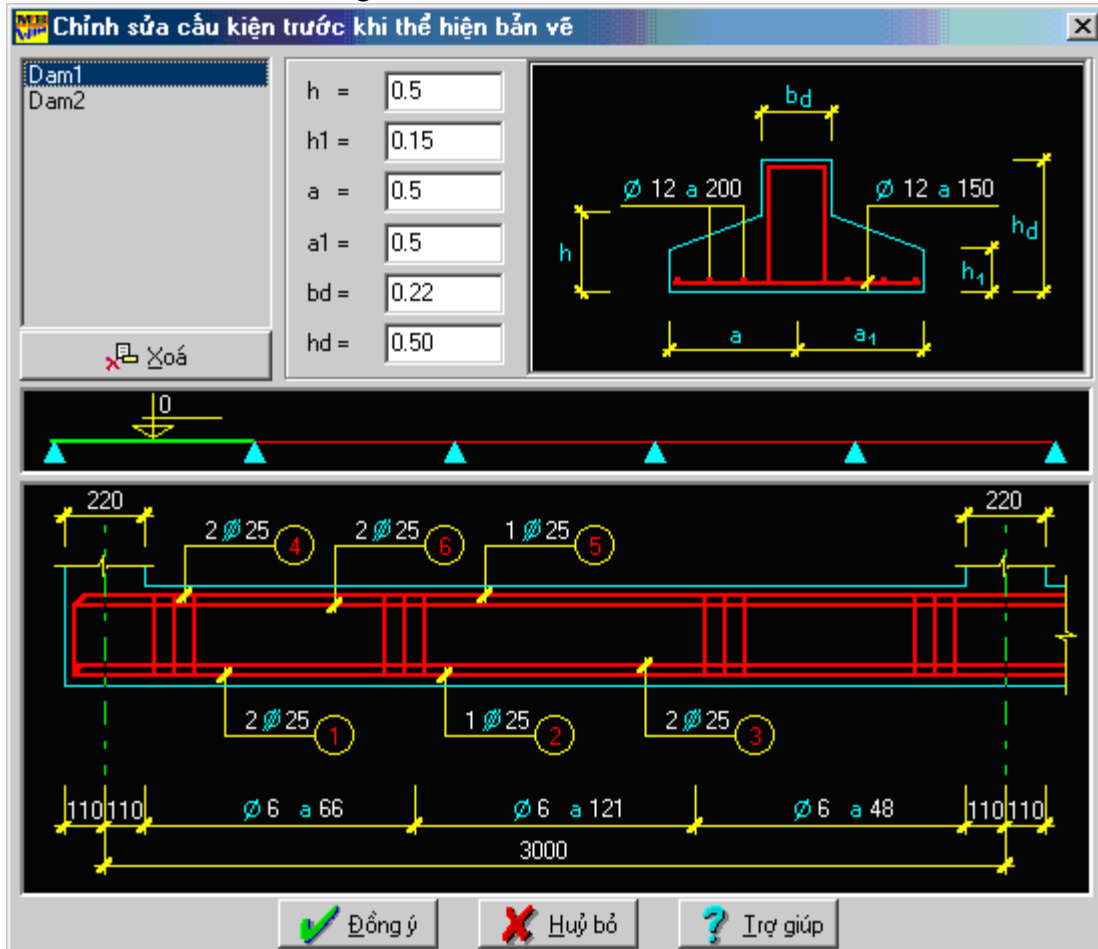 Chỉnh sửa cấu kiện trước khi thể hiện bản vẽ
Dam1
Dam2
Xoá
h = 0.5
h1 = 0.15
a = 0.5
a1 = 0.5
bd = 0.22
hd = 0.50
bd
Ø 12 a 200
Ø 12 a 150
h
hd
h1
a
a1
0
220
220
2 Ø 25 4
2 Ø 25 6
1 Ø 25 5
2 Ø 25 1
1 Ø 25 2
2 Ø 25 3
110 110 Ø 6 a 66 Ø 6 a 121 Ø 6 a 48 110 110
3000
Đồng ý
Huỷ bỏ
Trợ giúp